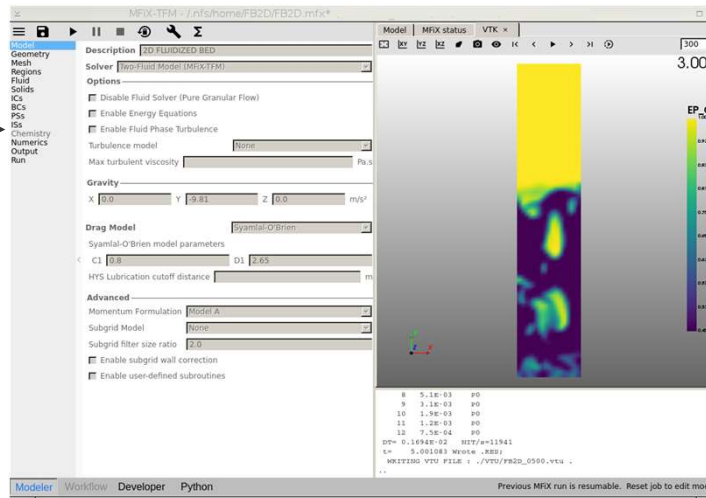 MFiX-TFM - /.nfs/home/FB2D/FB2D.mfx*
Model
Geometry
Mesh
Regions
Fluid
Solids
ICs
BCs
PSs
ISs
Chemistry
Numerics
Output
Run
Description 2D FLUIDIZED BED
Solver Two-Fluid Model (MFiX-TFM)
Options
Disable Fluid Solver (Pure Granular Flow)
Enable Energy Equations
Enable Fluid Phase Turbulence
Turbulence model None
Max turbulent viscosity Pa.s
Gravity
X 0.0 Y -9.81 Z 0.0 m/s²
Drag Model Syamlal-O'Brien
Syamlal-O'Brien model parameters
C1 0.8 D1 2.65
HYS Lubrication cutoff distance m
Advanced
Momentum Formulation Model A
Subgrid Model None
Subgrid filter size ratio 2.0
Enable subgrid wall correction
Enable user-defined subroutines
Model MFiX status VTK ×
XY YZ XZ 300
3.00
EP_
Y
Z X
8 5.1E-03 P0
9 3.1E-03 P0
10 1.9E-03 P0
11 1.2E-03 P0
12 7.5E-04 P0
DT= 0.1694E-02 NIT/s=11941
t= 5.001083 Wrote .RES;
WRITING VTU FILE : ./VTU/FB2D_0500.vtu .
Modeler Workflow Developer Python Previous MFiX run is resumable. Reset job to edit mo